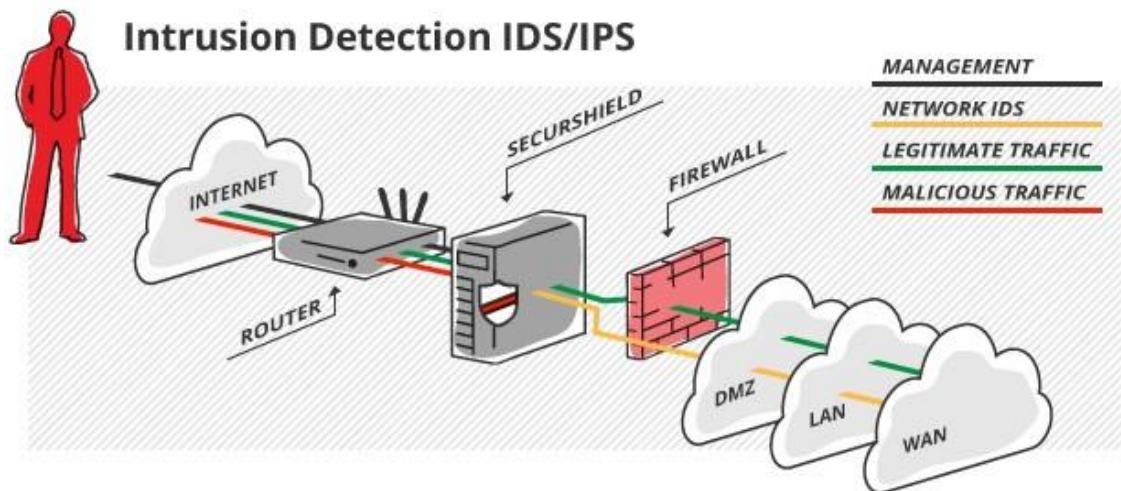 Intrusion Detection IDS/IPS
MANAGEMENT
NETWORK IDS
LEGITIMATE TRAFFIC
MALICIOUS TRAFFIC
SECURSHIELD
FIREWALL
INTERNET
ROUTER
DMZ
LAN
WAN